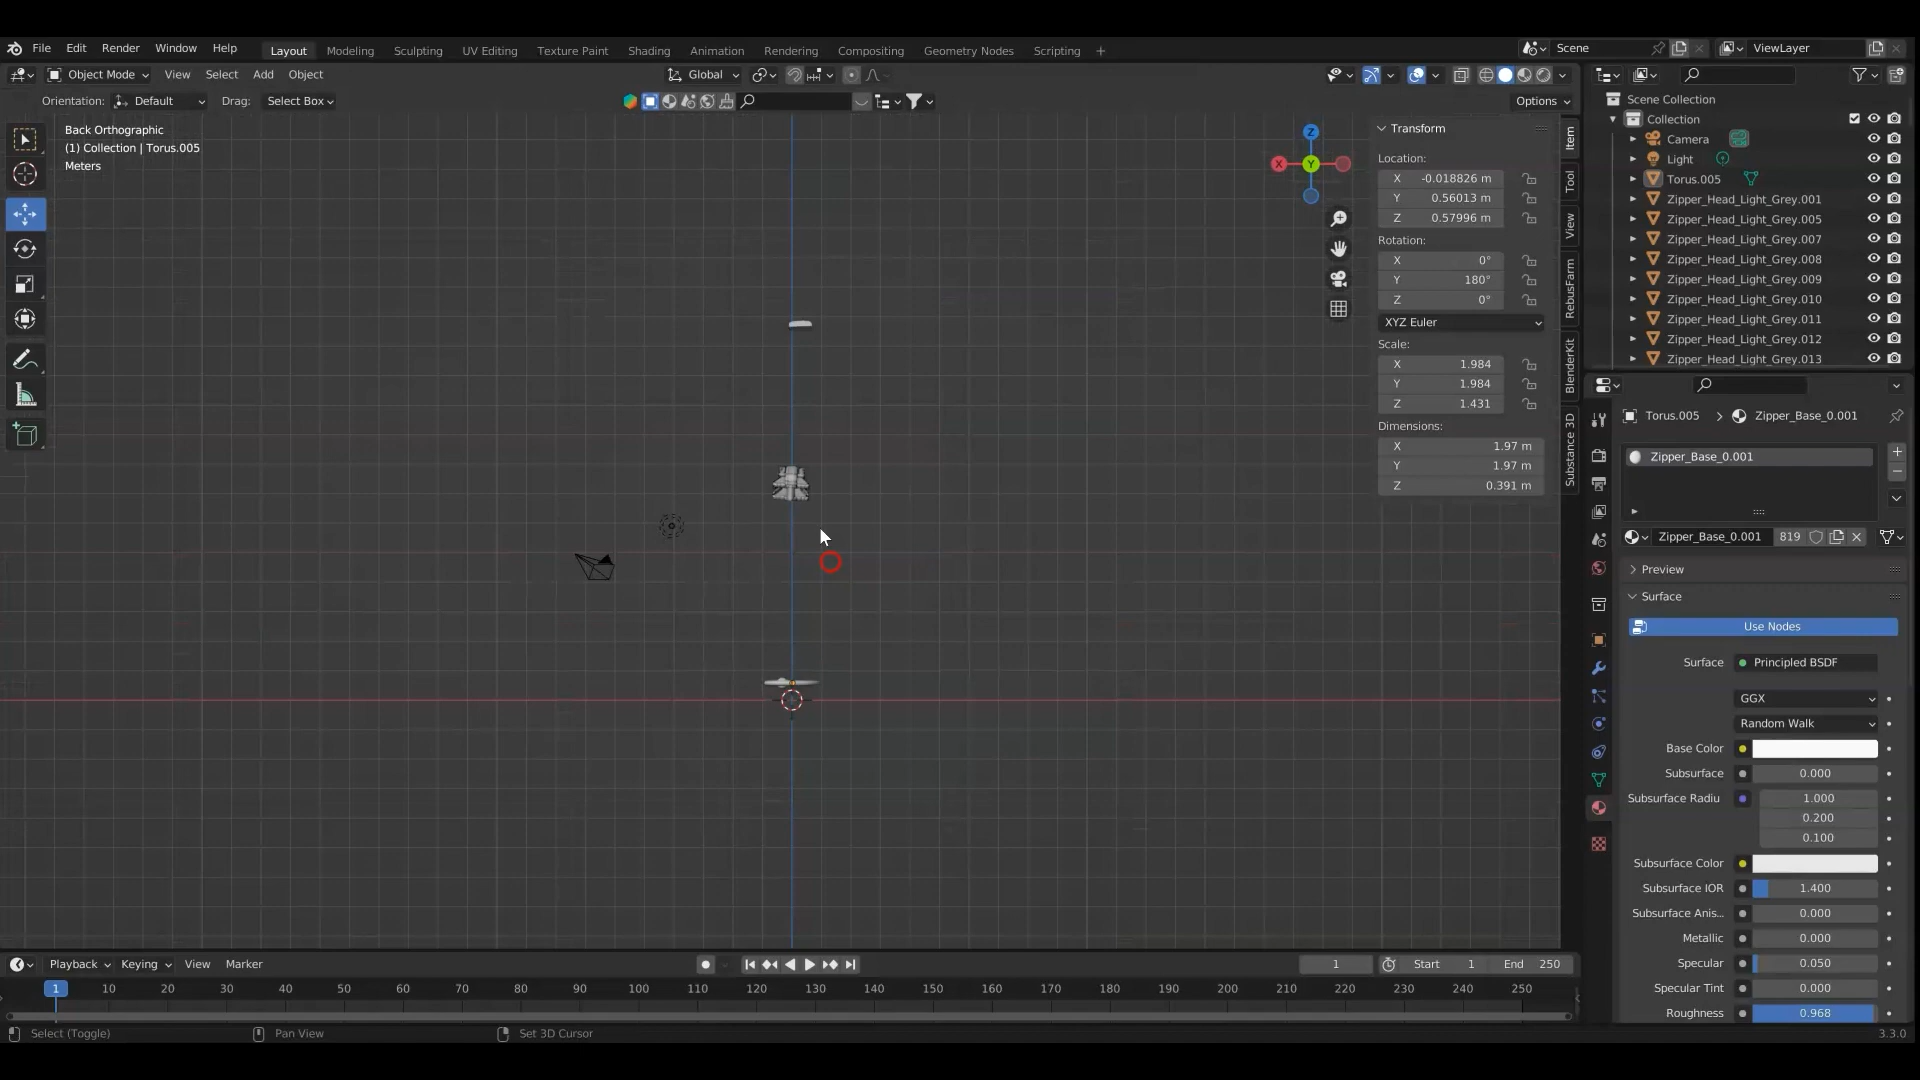 File Edit Render Window Help Layout Modeling Sculpting UV Editing Texture Paint Shading Animation Rendering Compositing Geometry Nodes Scripting + Scene ViewLayer
Object Mode View Select Add Object Global
Orientation: Default Drag: Select Box Options
Back Orthographic
(1) Collection | Torus.005
Meters
Z
X
Y
Transform
Location:
X -0.018826 m
Y 0.56013 m
Z 0.57996 m
Rotation:
X 0°
Y 180°
Z 0°
XYZ Euler
Scale:
X 1.984
Y 1.984
Z 1.431
Dimensions:
X 1.97 m
Y 1.97 m
Z 0.391 m
Item
Tool
View
RebusFarm
BlenderKit
Substance 3D
Scene Collection
Collection
Camera
Light
Torus.005
Zipper_Head_Light_Grey.001
Zipper_Head_Light_Grey.005
Zipper_Head_Light_Grey.007
Zipper_Head_Light_Grey.008
Zipper_Head_Light_Grey.009
Zipper_Head_Light_Grey.010
Zipper_Head_Light_Grey.011
Zipper_Head_Light_Grey.012
Zipper_Head_Light_Grey.013
Torus.005 > Zipper_Base_0.001
Zipper_Base_0.001
Zipper_Base_0.001 819
Preview
Surface
Use Nodes
Surface Principled BSDF
GGX
Random Walk
Base Color
Subsurface 0.000
Subsurface Radiu 1.000
0.200
0.100
Subsurface Color
Subsurface IOR 1.400
Subsurface Anis... 0.000
Metallic 0.000
Specular 0.050
Specular Tint 0.000
Roughness 0.968
Playback Keying View Marker 1 Start 1 End 250
1 10 20 30 40 50 60 70 80 90 100 110 120 130 140 150 160 170 180 190 200 210 220 230 240 250
Select (Toggle) Pan View Set 3D Cursor 3.3.0